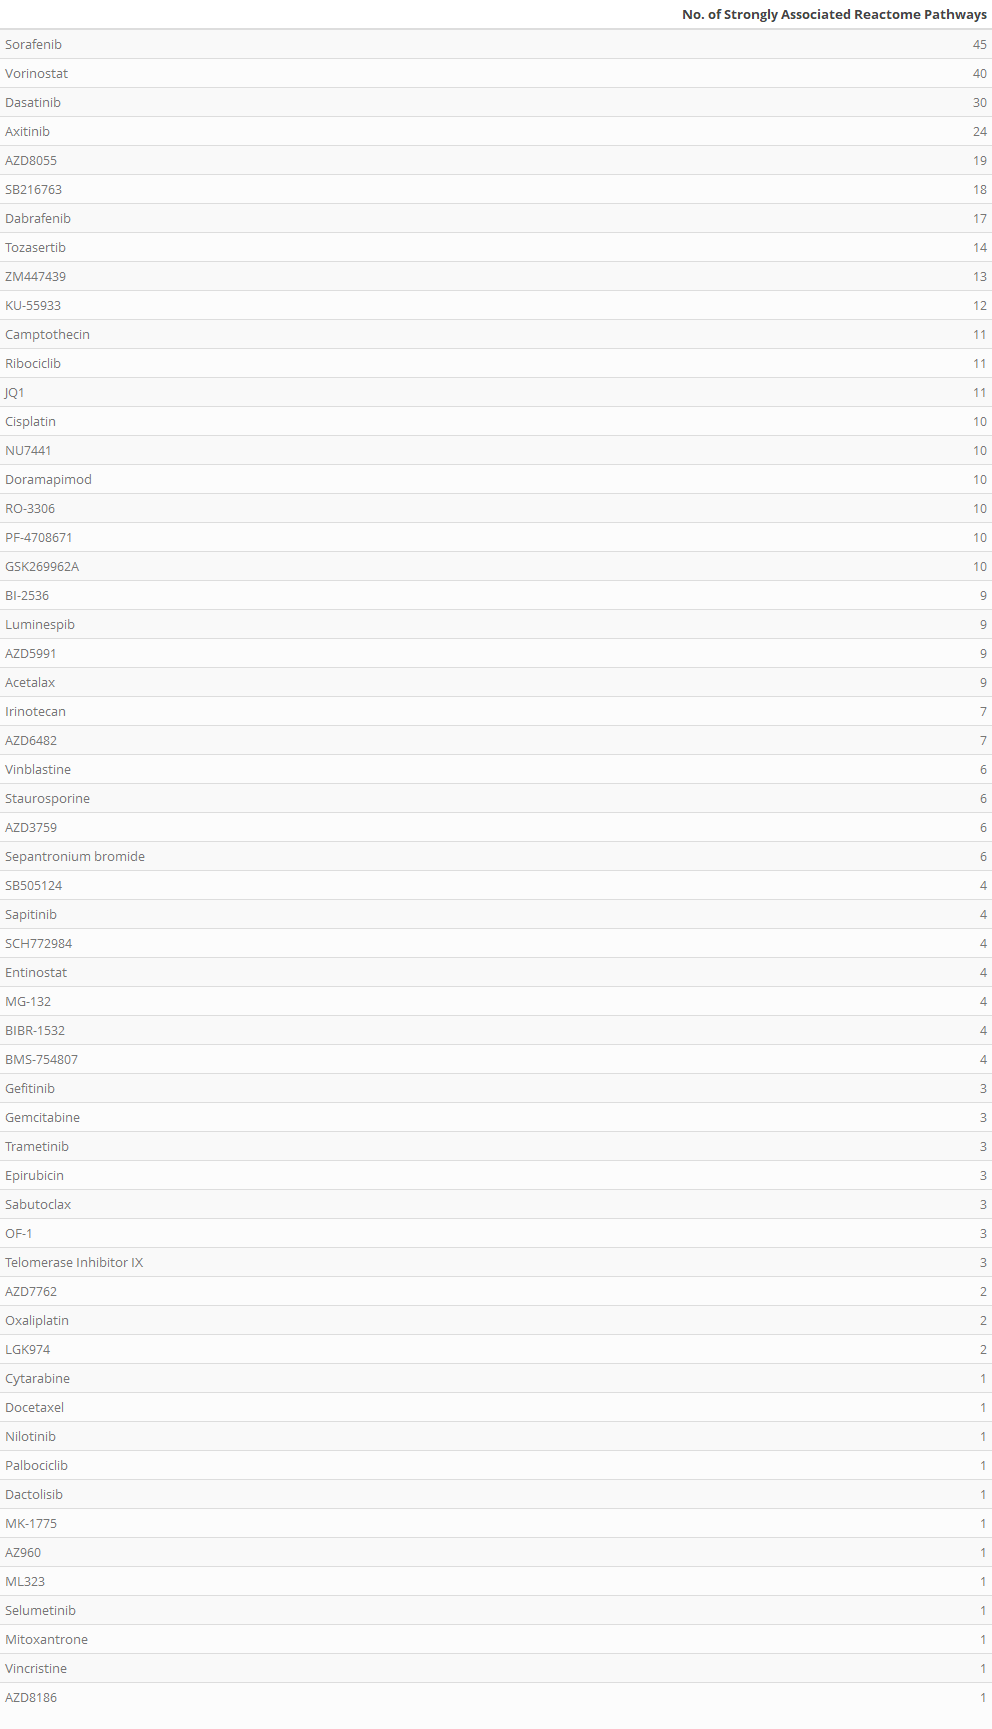 No. of Strongly Associated Reactome Pathways
Sorafenib 45
Vorinostat 40
Dasatinib 30
Axitinib 24
AZD8055 19
SB216763 18
Dabrafenib 17
Tozasertib 14
ZM447439 13
KU-55933 12
Camptothecin 11
Ribociclib 11
JQ1 11
Cisplatin 10
NU7441 10
Doramapimod 10
RO-3306 10
PF-4708671 10
GSK269962A 10
BI-2536 9
Luminespib 9
AZD5991 9
Acetalax 9
Irinotecan 7
AZD6482 7
Vinblastine 6
Staurosporine 6
AZD3759 6
Sepantronium bromide 6
SB505124 4
Sapitinib 4
SCH772984 4
Entinostat 4
MG-132 4
BIBR-1532 4
BMS-754807 4
Gefitinib 3
Gemcitabine 3
Trametinib 3
Epirubicin 3
Sabutoclax 3
OF-1 3
Telomerase Inhibitor IX 3
AZD7762 2
Oxaliplatin 2
LGK974 2
Cytarabine 1
Docetaxel 1
Nilotinib 1
Palbociclib 1
Dactolisib 1
MK-1775 1
AZ960 1
ML323 1
Selumetinib 1
Mitoxantrone 1
Vincristine 1
AZD8186 1